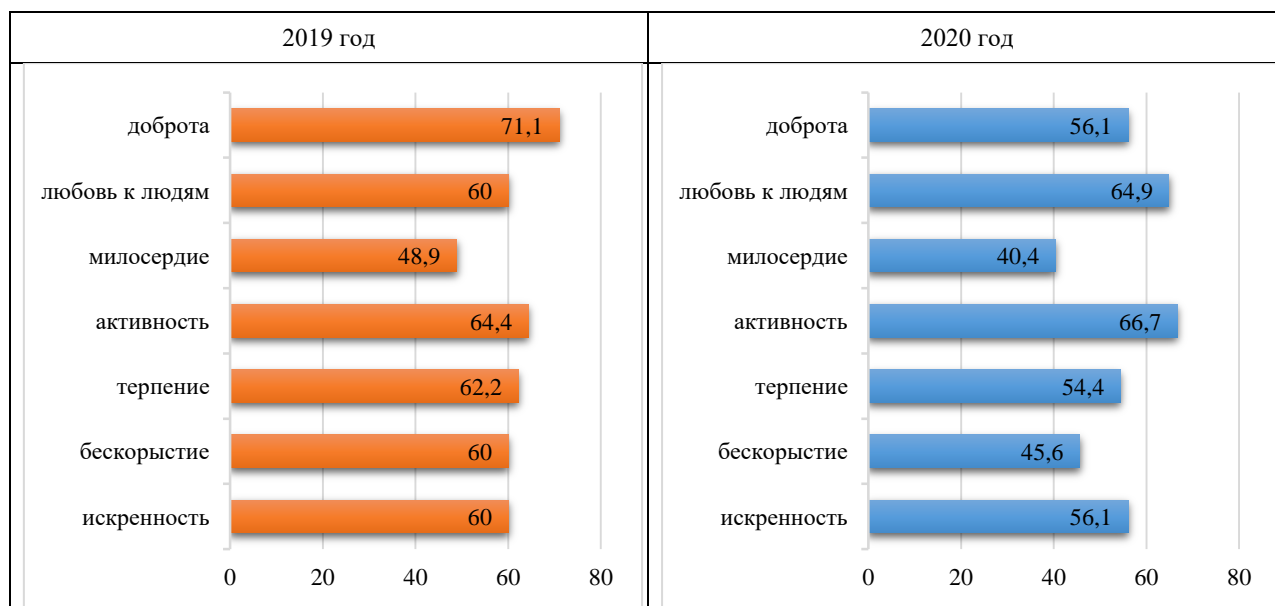 2019 год
2020 год
доброта
71,1
любовь к людям
60
милосердие
48,9
активность
64,4
терпение
62,2
бескорыстие
60
искренность
60
0 20 40 60 80
доброта
56,1
любовь к людям
64,9
милосердие
40,4
активность
66,7
терпение
54,4
бескорыстие
45,6
искренность
56,1
0 20 40 60 80